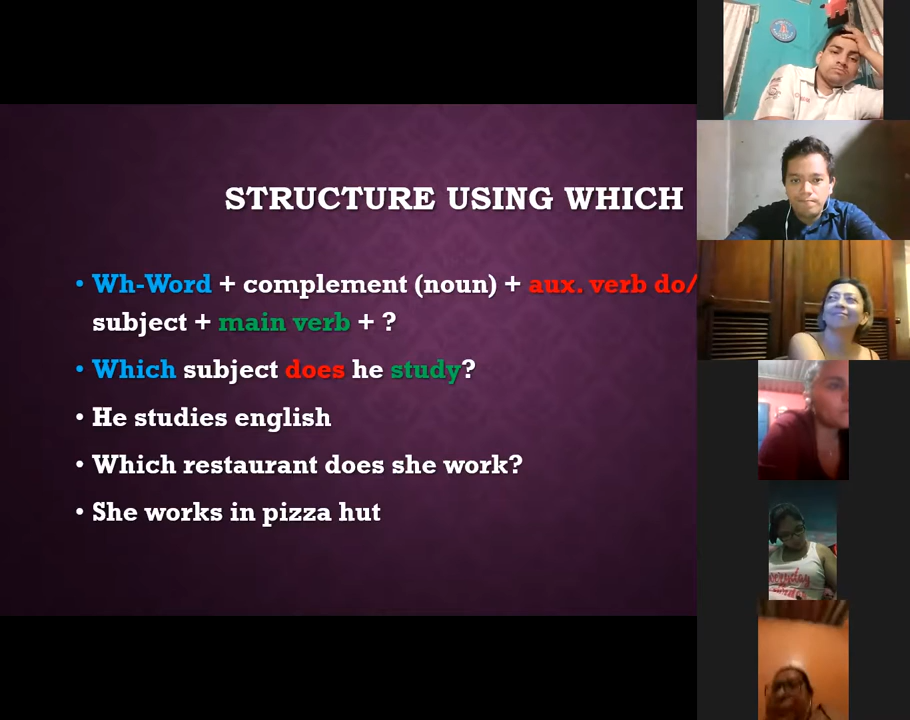 STRUCTURE USING WHICH
• Wh-Word + complement (noun) + aux. verb do/
subject + main verb + ?
• Which subject does he study?
• He studies english
• Which restaurant does she work?
• She works in pizza hut